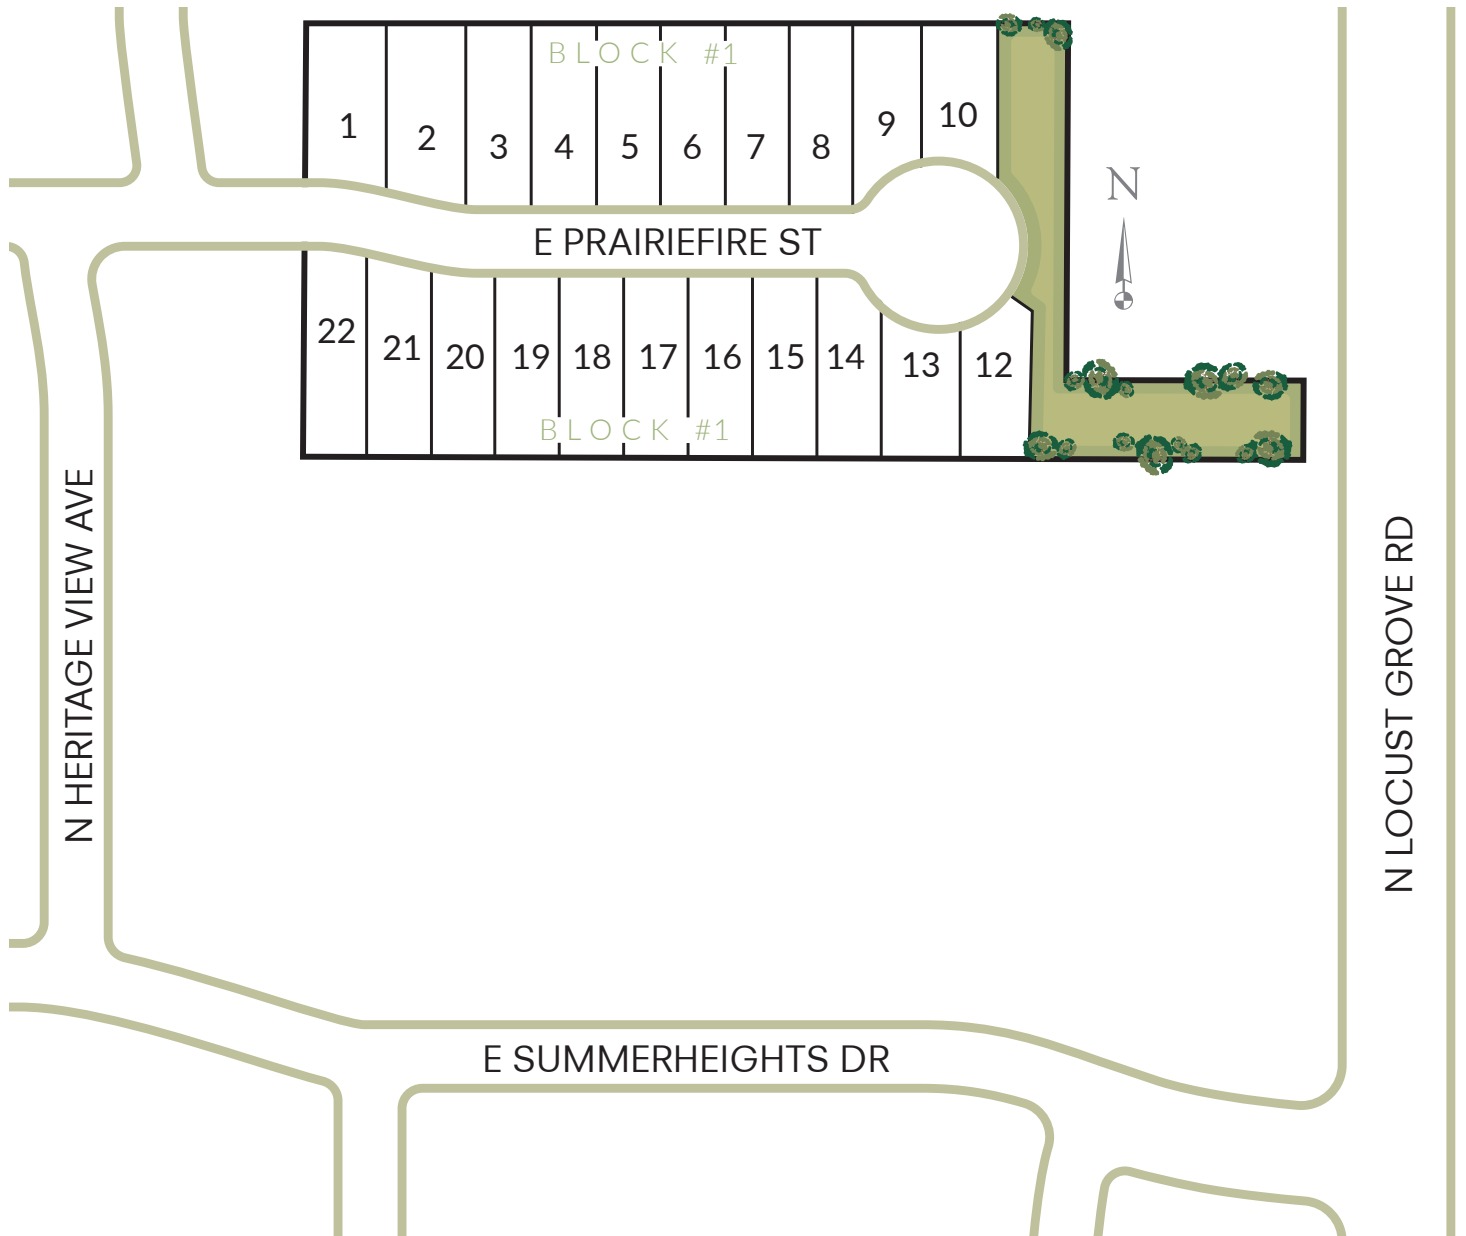 BLOCK #1
1 2 3 4 5 6 7 8 9 10
N
E PRAIRIEFIRE ST
22 21 20 19 18 17 16 15 14 13 12
BLOCK #1
N HERITAGE VIEW AVE
N LOCUST GROVE RD
E SUMMERHEIGHTS DR